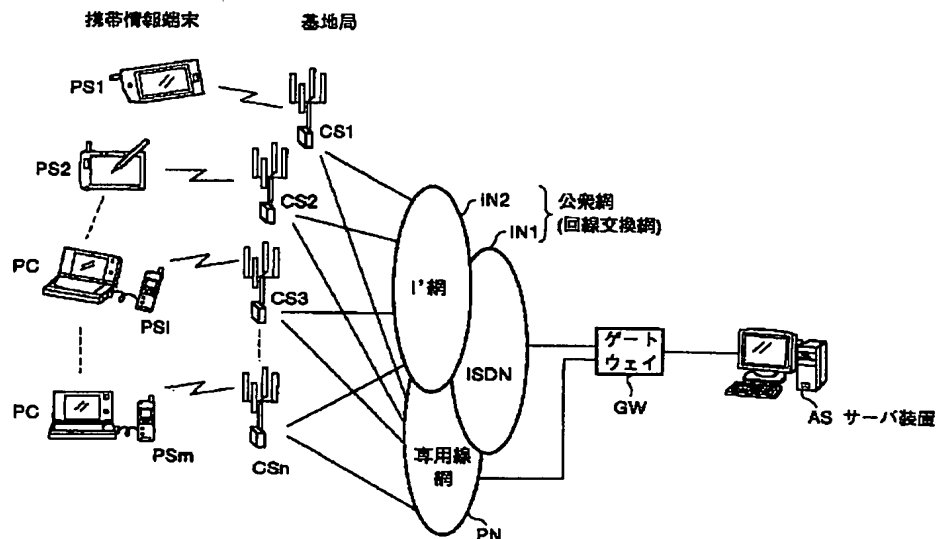 携帯情報端末
基地局
PS1
CS1
PS2
CS2
IN2
公衆網
(回線交換網)
IN1
PC
CS3
I'網
PSl
ゲート
ウェイ
ISDN
GW
PC
AS サーバ装置
PSm
CSn
専用線
網
PN